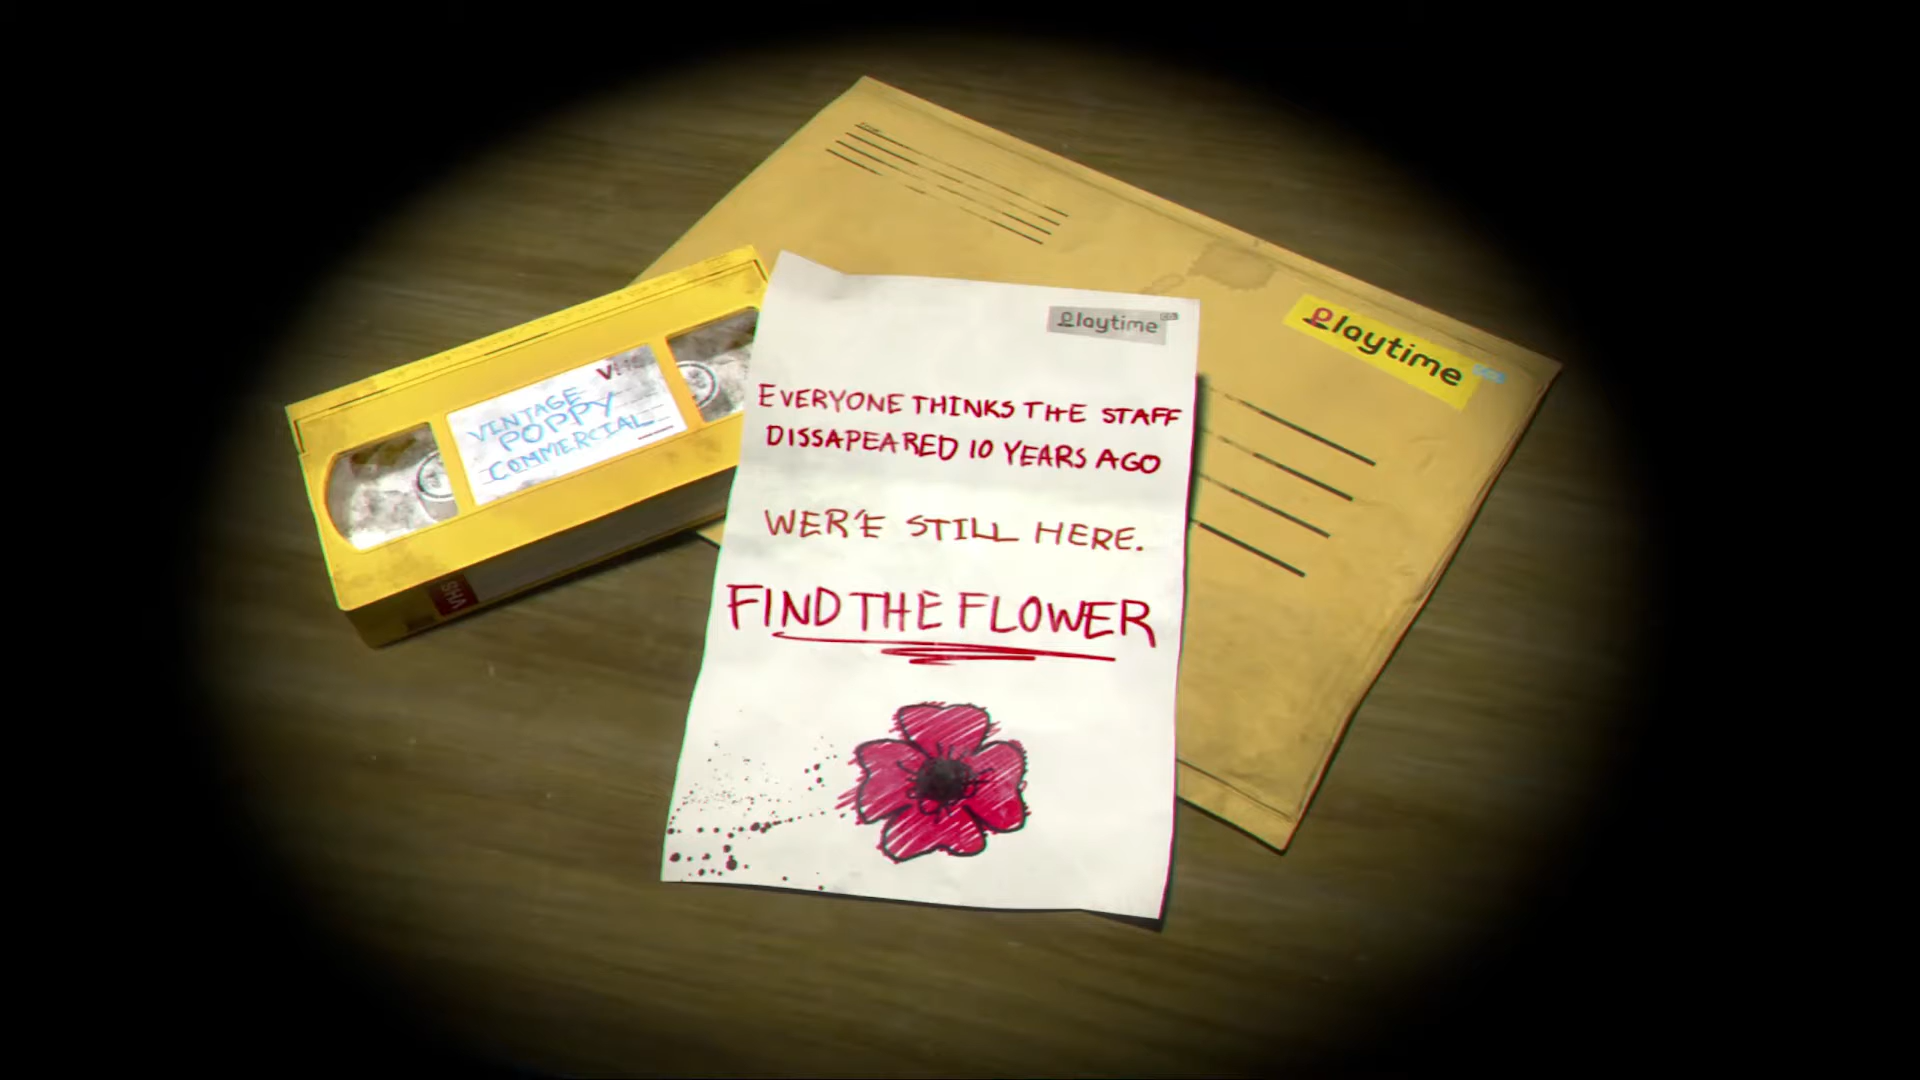 Playtime
Playtime
VINTAGE
POPPY
COMMERCIAL
VHS
EVERYONE THINKS THE STAFF
DISSAPEARED 10 YEARS AGO
WER'E STILL HERE.
FIND THE FLOWER